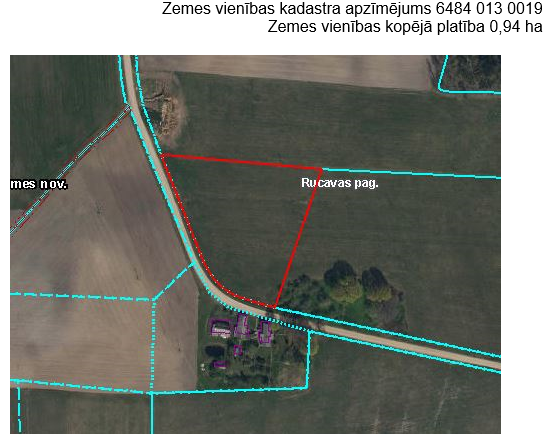 Zemes vienības kadastra apzīmējums 6484 013 0019
Zemes vienības kopējā platība 0,94 ha
mes nov.
Rucavas pag.